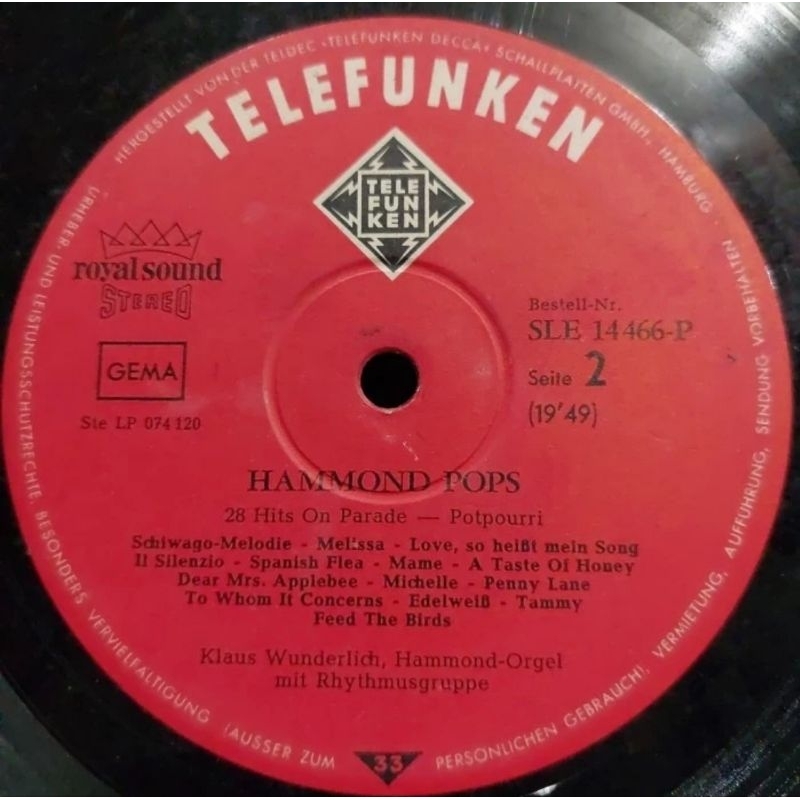 HERGESTELLT VON DER TELDEC »TELEFUNKEN DECCA« SCHALLPLATTEN GMBH, HAMBURG
TELEFUNKEN
TELE
FUN
KEN
royal sound
STEREO
GEMA
Ste LP 074 120
Bestell-Nr.
SLE 14 466-P
Seite 2
(19'49)
HAMMOND POPS
28 Hits On Parade — Potpourri
Schiwago-Melodie - Melissa - Love, so heißt mein Song
Il Silenzio - Spanish Flea - Mame - A Taste Of Honey
Dear Mrs. Applebee - Michelle - Penny Lane
To Whom It Concerns - Edelweiß - Tammy
Feed The Birds
Klaus Wunderlich, Hammond-Orgel
mit Rhythmusgruppe
URHEBER UND LEISTUNGSSCHUTZRECHTE, BESONDERS VERVIELFÄLTIGUNG (AUSSER ZUM PERSÖNLICHEN GEBRAUCH), VERMIETUNG, AUFFÜHRUNG, SENDUNG VORBEHALTEN
33